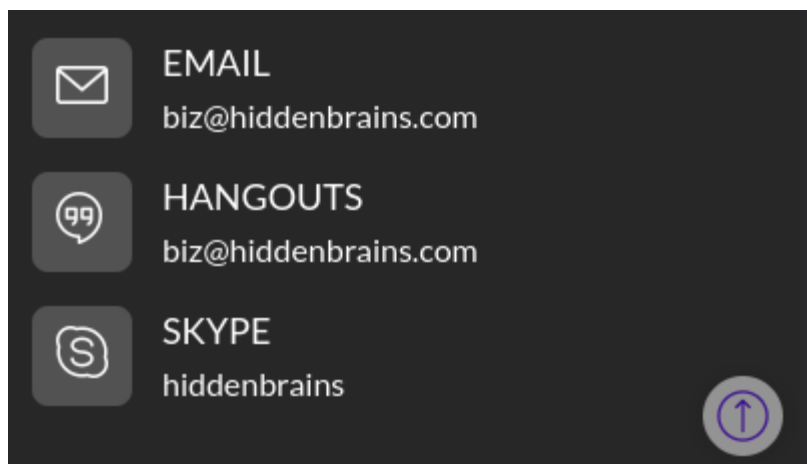 EMAIL
biz@hiddenbrains.com
HANGOUTS
biz@hiddenbrains.com
SKYPE
hiddenbrains